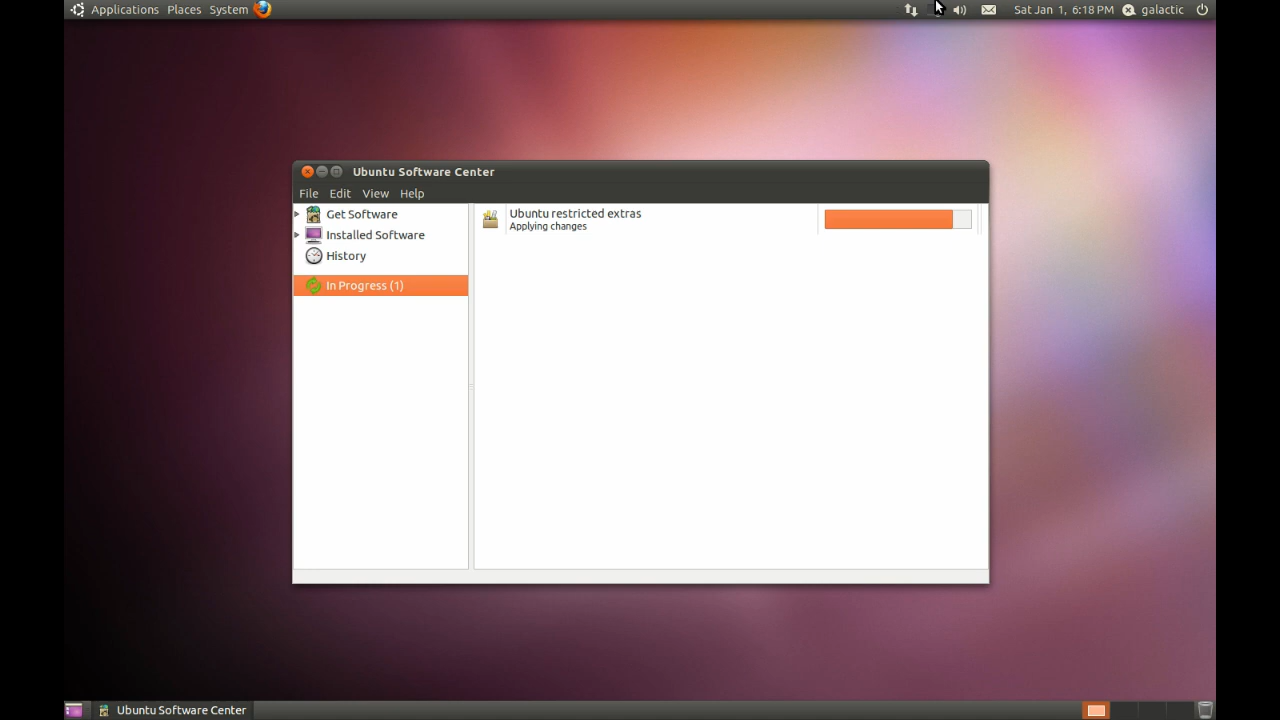 Applications Places System Sat Jan 1, 6:18 PM galactic
Ubuntu Software Center
File Edit View Help
Get Software
Installed Software
History
In Progress (1)
Ubuntu restricted extras
Applying changes
Ubuntu Software Center